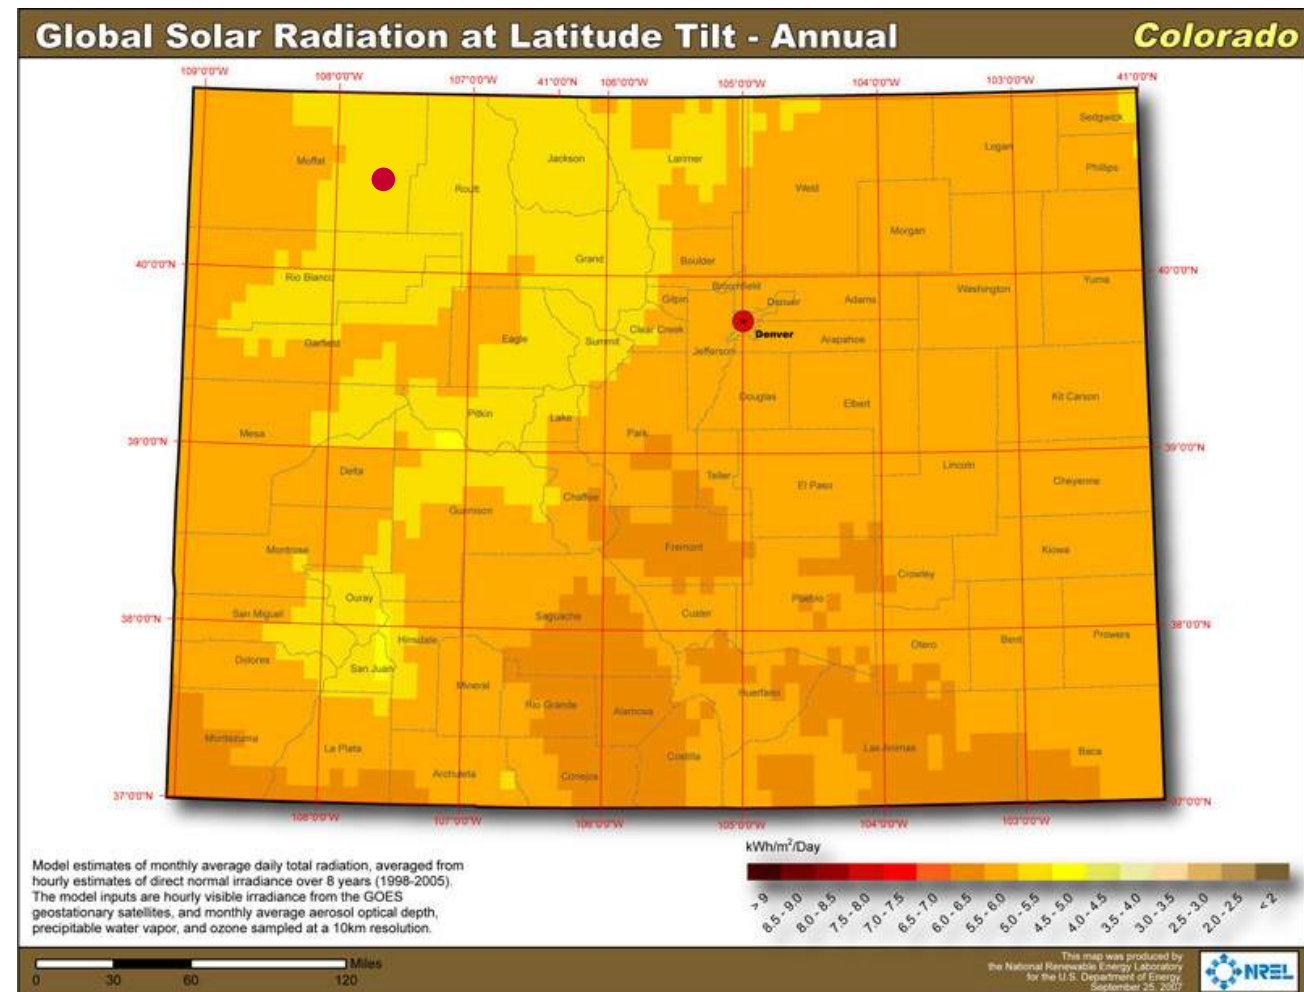 Global Solar Radiation at Latitude Tilt - Annual
Colorado
109°0'0"W
108°0'0"W
107°0'0"W
41°0'0"N
106°0'0"W
105°0'0"W
104°0'0"W
103°0'0"W
41°0'0"N
Sedgwick
Logan
Moffat
Jackson
Larimer
Phillips
Routt
Weld
Morgan
40°0'0"N
Grand
Boulder
40°0'0"N
Rio Blanco
Broomfield
Washington
Yuma
Gilpin
Denver
Adams
Clear Creek
Denver
Garfield
Eagle
Summit
Jefferson
Arapahoe
Douglas
Elbert
Kit Carson
Pitkin
Lake
39°0'0"N
Mesa
Park
39°0'0"N
Delta
Teller
El Paso
Lincoln
Cheyenne
Chaffee
Gunnison
Montrose
Fremont
Kiowa
Crowley
Ouray
Pueblo
38°0'0"N
San Miguel
Saguache
Custer
38°0'0"N
Hinsdale
Otero
Bent
Prowers
Dolores
San Juan
Mineral
Huerfano
Rio Grande
Alamosa
Montezuma
La Plata
Costilla
Las Animas
Baca
Archuleta
Conejos
37°0'0"N
37°0'0"N
108°0'0"W
107°0'0"W
106°0'0"W
105°0'0"W
104°0'0"W
103°0'0"W
kWh/m²/Day
> 9
8.5 - 9.0
8.0 - 8.5
7.5 - 8.0
7.0 - 7.5
6.5 - 7.0
6.0 - 6.5
5.5 - 6.0
5.0 - 5.5
4.5 - 5.0
4.0 - 4.5
3.5 - 4.0
3.0 - 3.5
2.5 - 3.0
2.0 - 2.5
< 2
Model estimates of monthly average daily total radiation, averaged from
hourly estimates of direct normal irradiance over 8 years (1998-2005).
The model inputs are hourly visible irradiance from the GOES
geostationary satellites, and monthly average aerosol optical depth,
precipitable water vapor, and ozone sampled at a 10km resolution.
Miles
0 30 60 120
This map was produced by
the National Renewable Energy Laboratory
for the U.S. Department of Energy.
September 25, 2007
NREL